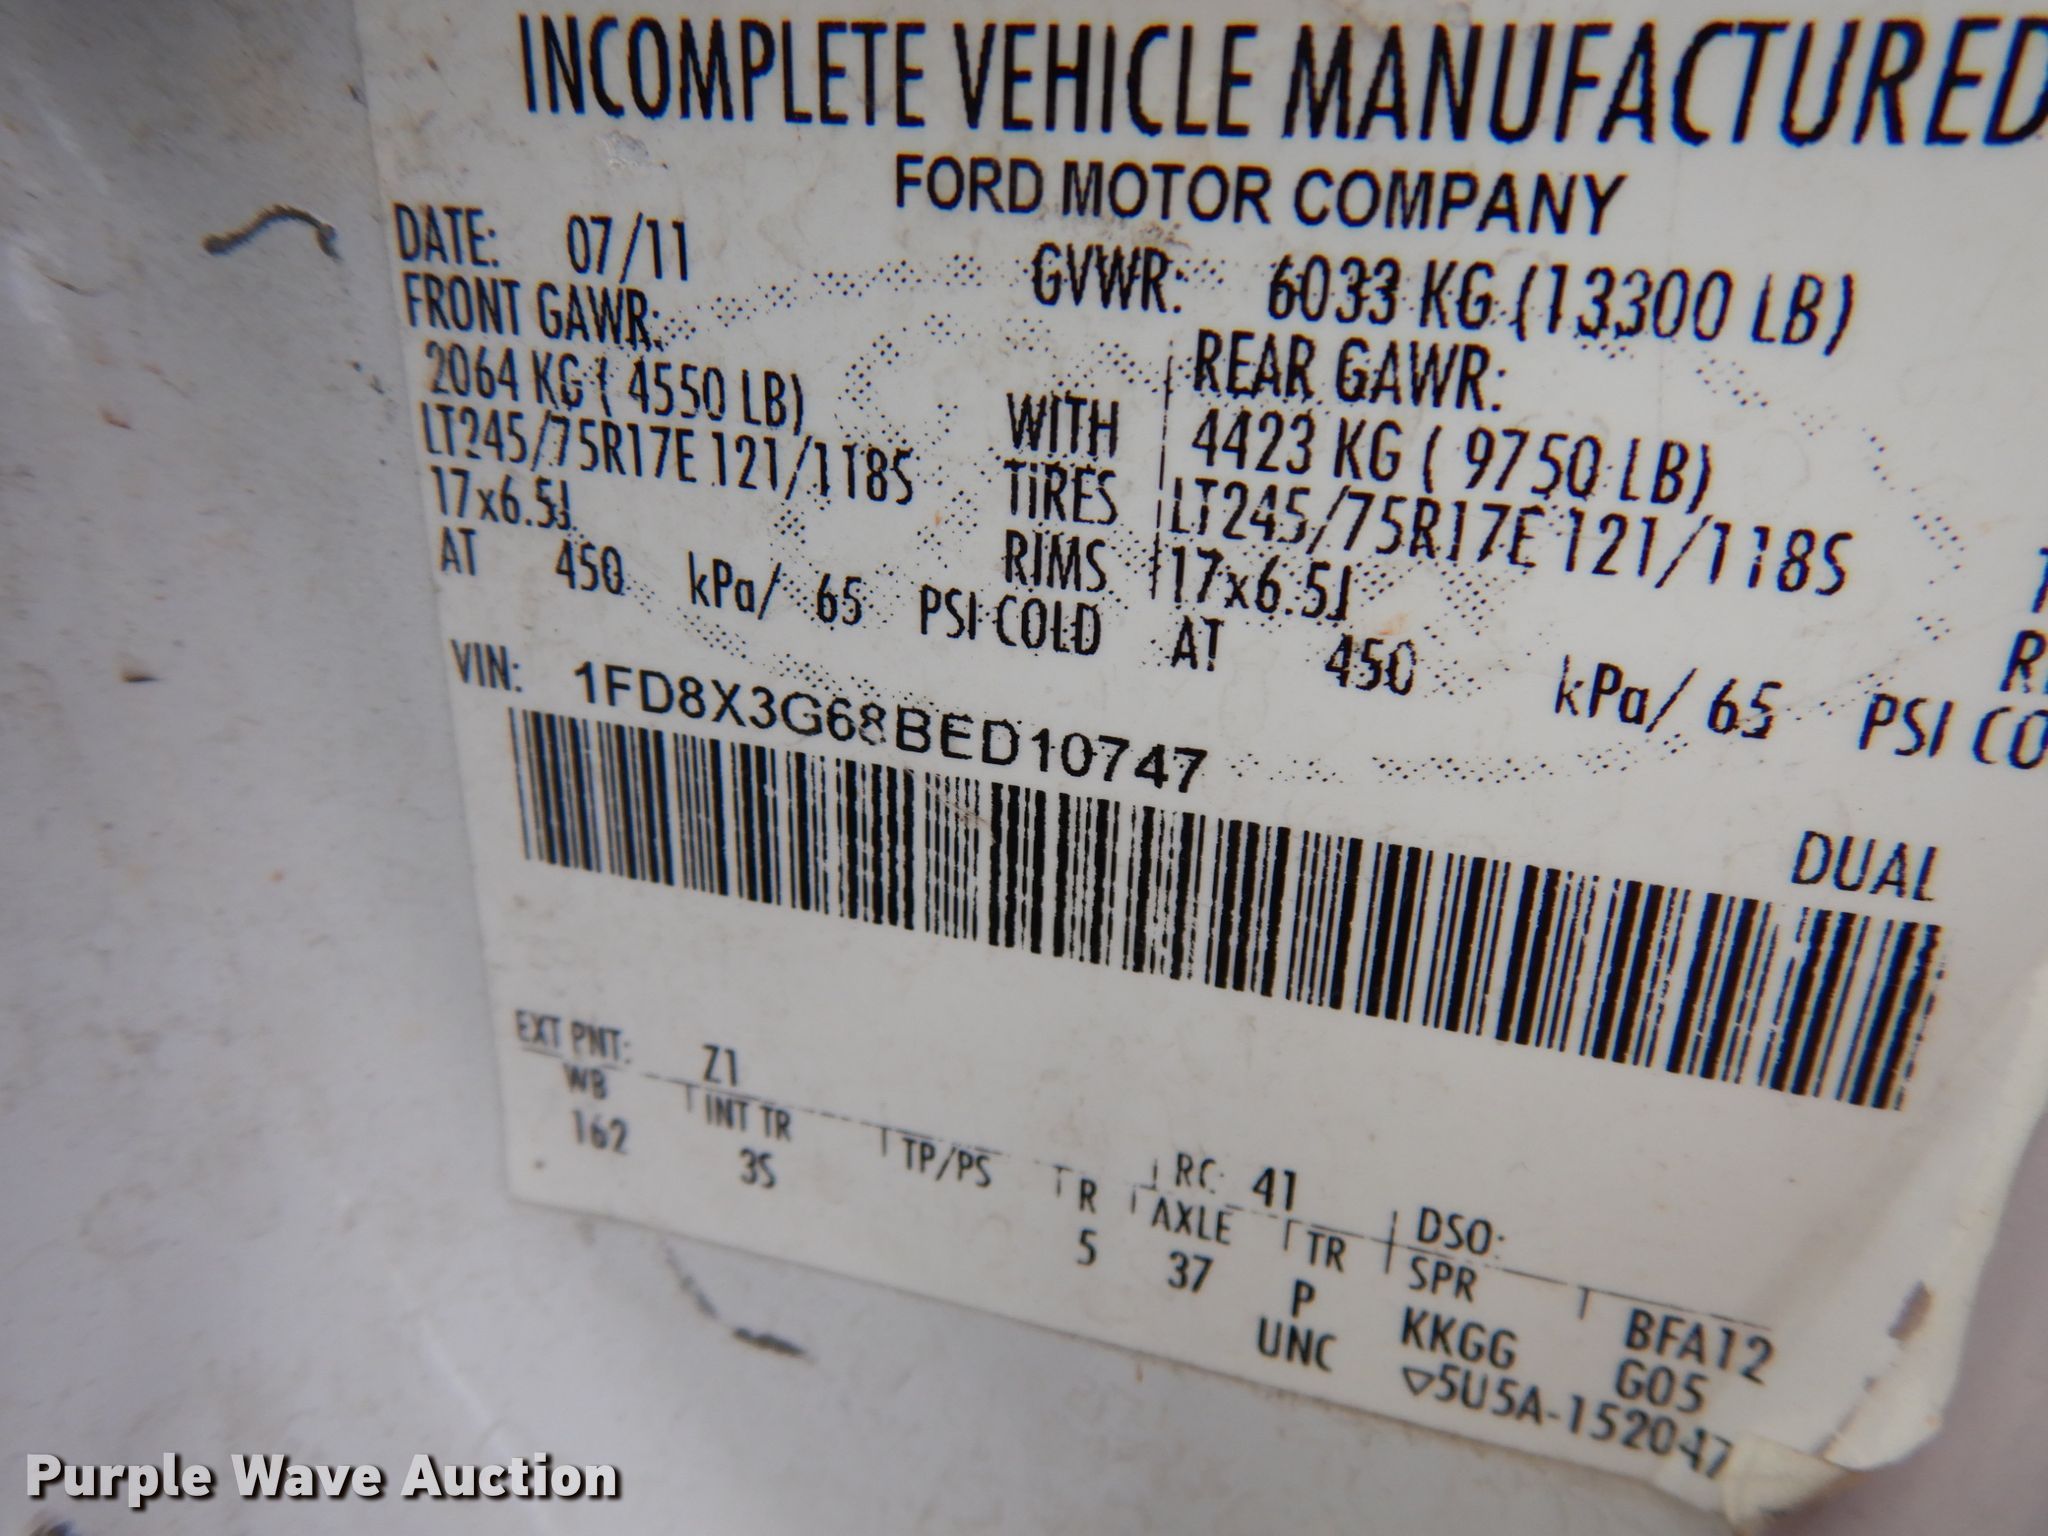 INCOMPLETE VEHICLE MANUFACTURED
FORD MOTOR COMPANY
DATE: 07/11 GVWR: 6033 KG (13300 LB)
FRONT GAWR: REAR GAWR:
2064 KG ( 4550 LB) WITH 4423 KG ( 9750 LB)
LT245/75R17E 121/118S TIRES LT245/75R17E 121/118S
17x6.5J RIMS 17x6.5J
AT 450 kPa/ 65 PSI COLD AT 450 kPa/ 65 PSI CO
VIN: 1FD8X3G68BED10747
DUAL
EXT PNT: Z1 RC: 41 DSO:
WB INT TR TP/PS R AXLE TR SPR BFA12
162 3S 5 37 P KKGG G05
UNC ▽5U5A-152047
Purple Wave Auction